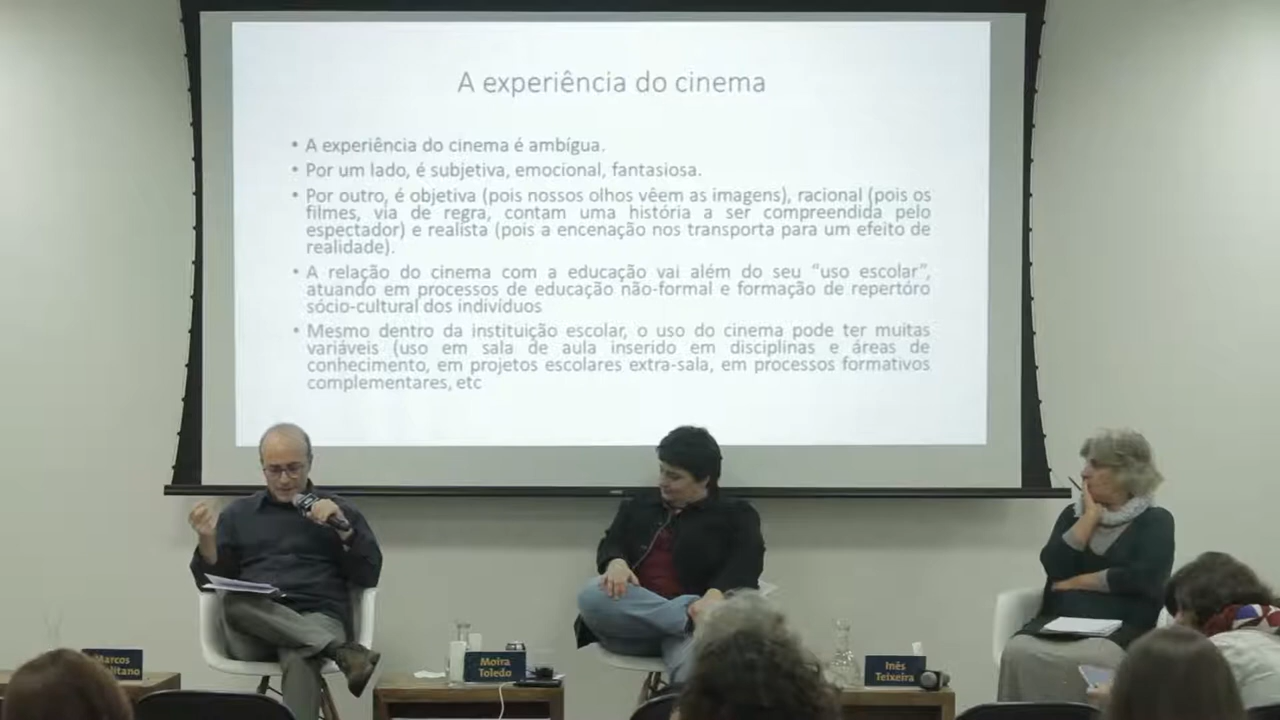 A experiência do cinema
• A experiência do cinema é ambígua.
• Por um lado, é subjetiva, emocional, fantasiosa.
• Por outro, é objetiva (pois nossos olhos vêem as imagens), racional (pois os
filmes, via de regra, contam uma história a ser compreendida pelo
espectador) e realista (pois a encenação nos transporta para um efeito de
realidade).
• A relação do cinema com a educação vai além do seu “uso escolar”,
atuando em processos de educação não-formal e formação de repertóro
sócio-cultural dos indivíduos
• Mesmo dentro da instituição escolar, o uso do cinema pode ter muitas
variáveis (uso em sala de aula inserido em disciplinas e áreas de
conhecimento, em projetos escolares extra-sala, em processos formativos
complementares, etc
Marcos
Moira
Toledo
Inês
Teixeira